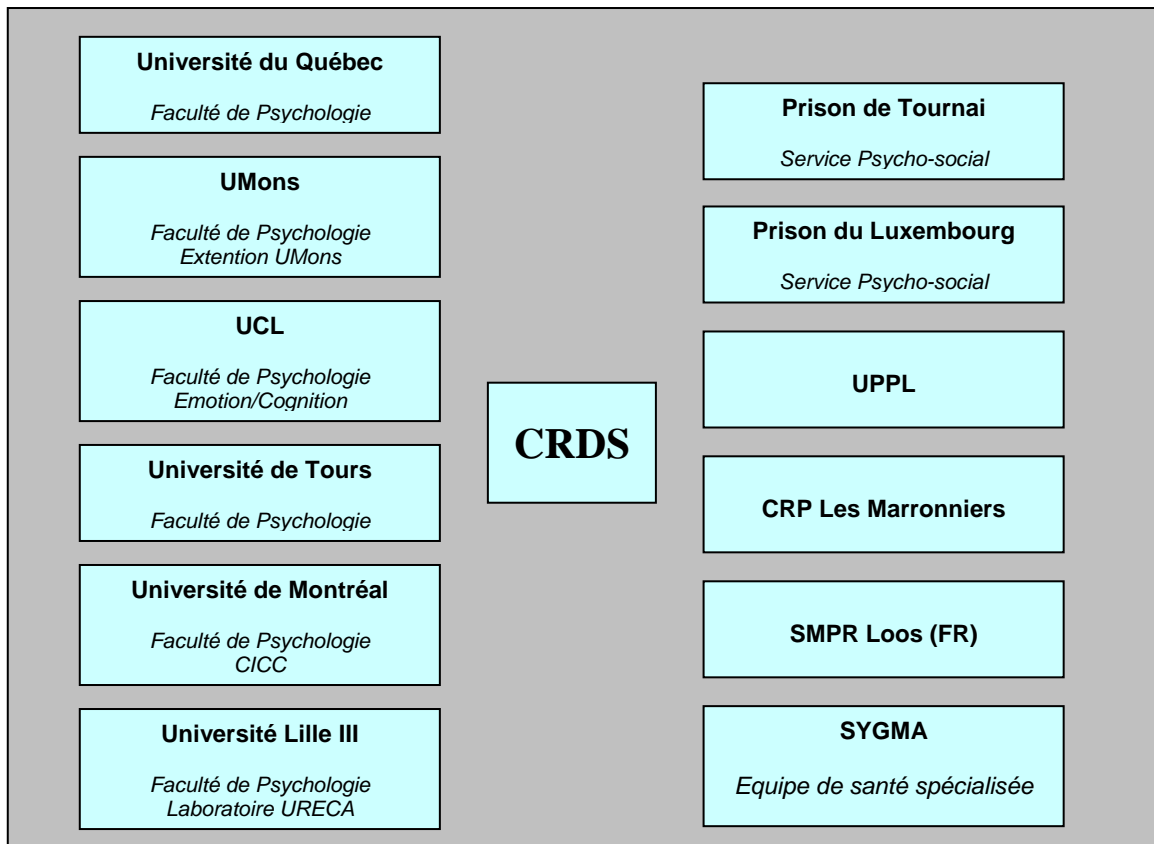 Université du Québec
Faculté de Psychologie
UMons
Faculté de Psychologie
Extention UMons
UCL
Faculté de Psychologie
Emotion/Cognition
Université de Tours
Faculté de Psychologie
Université de Montréal
Faculté de Psychologie
CICC
Université Lille III
Faculté de Psychologie
Laboratoire URECA
CRDS
Prison de Tournai
Service Psycho-social
Prison du Luxembourg
Service Psycho-social
UPPL
CRP Les Marronniers
SMPR Loos (FR)
SYGMA
Equipe de santé spécialisée